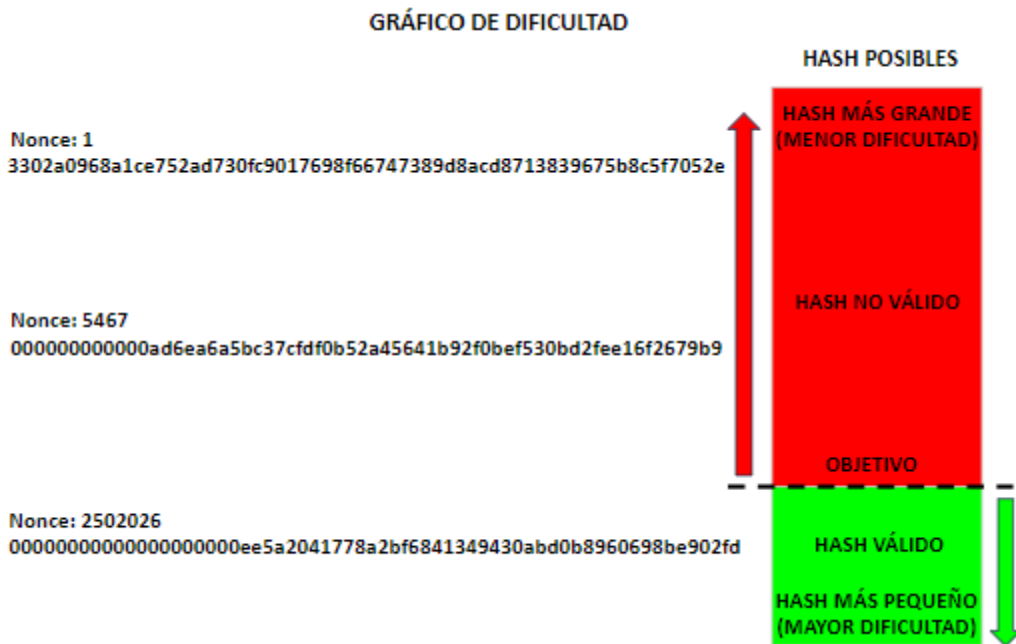 GRÁFICO DE DIFICULTAD
HASH POSIBLES
HASH MÁS GRANDE
(MENOR DIFICULTAD)
Nonce: 1
3302a0968a1ce752ad730fc9017698f66747389d8acd8713839675b8c5f7052e
HASH NO VÁLIDO
Nonce: 5467
000000000000ad6ea6a5bc37cfdf0b52a45641b92f0bef530bd2fee16f2679b9
OBJETIVO
Nonce: 2502026
00000000000000000000ee5a2041778a2bf6841349430abd0b8960698be902fd
HASH VÁLIDO
HASH MÁS PEQUEÑO
(MAYOR DIFICULTAD)